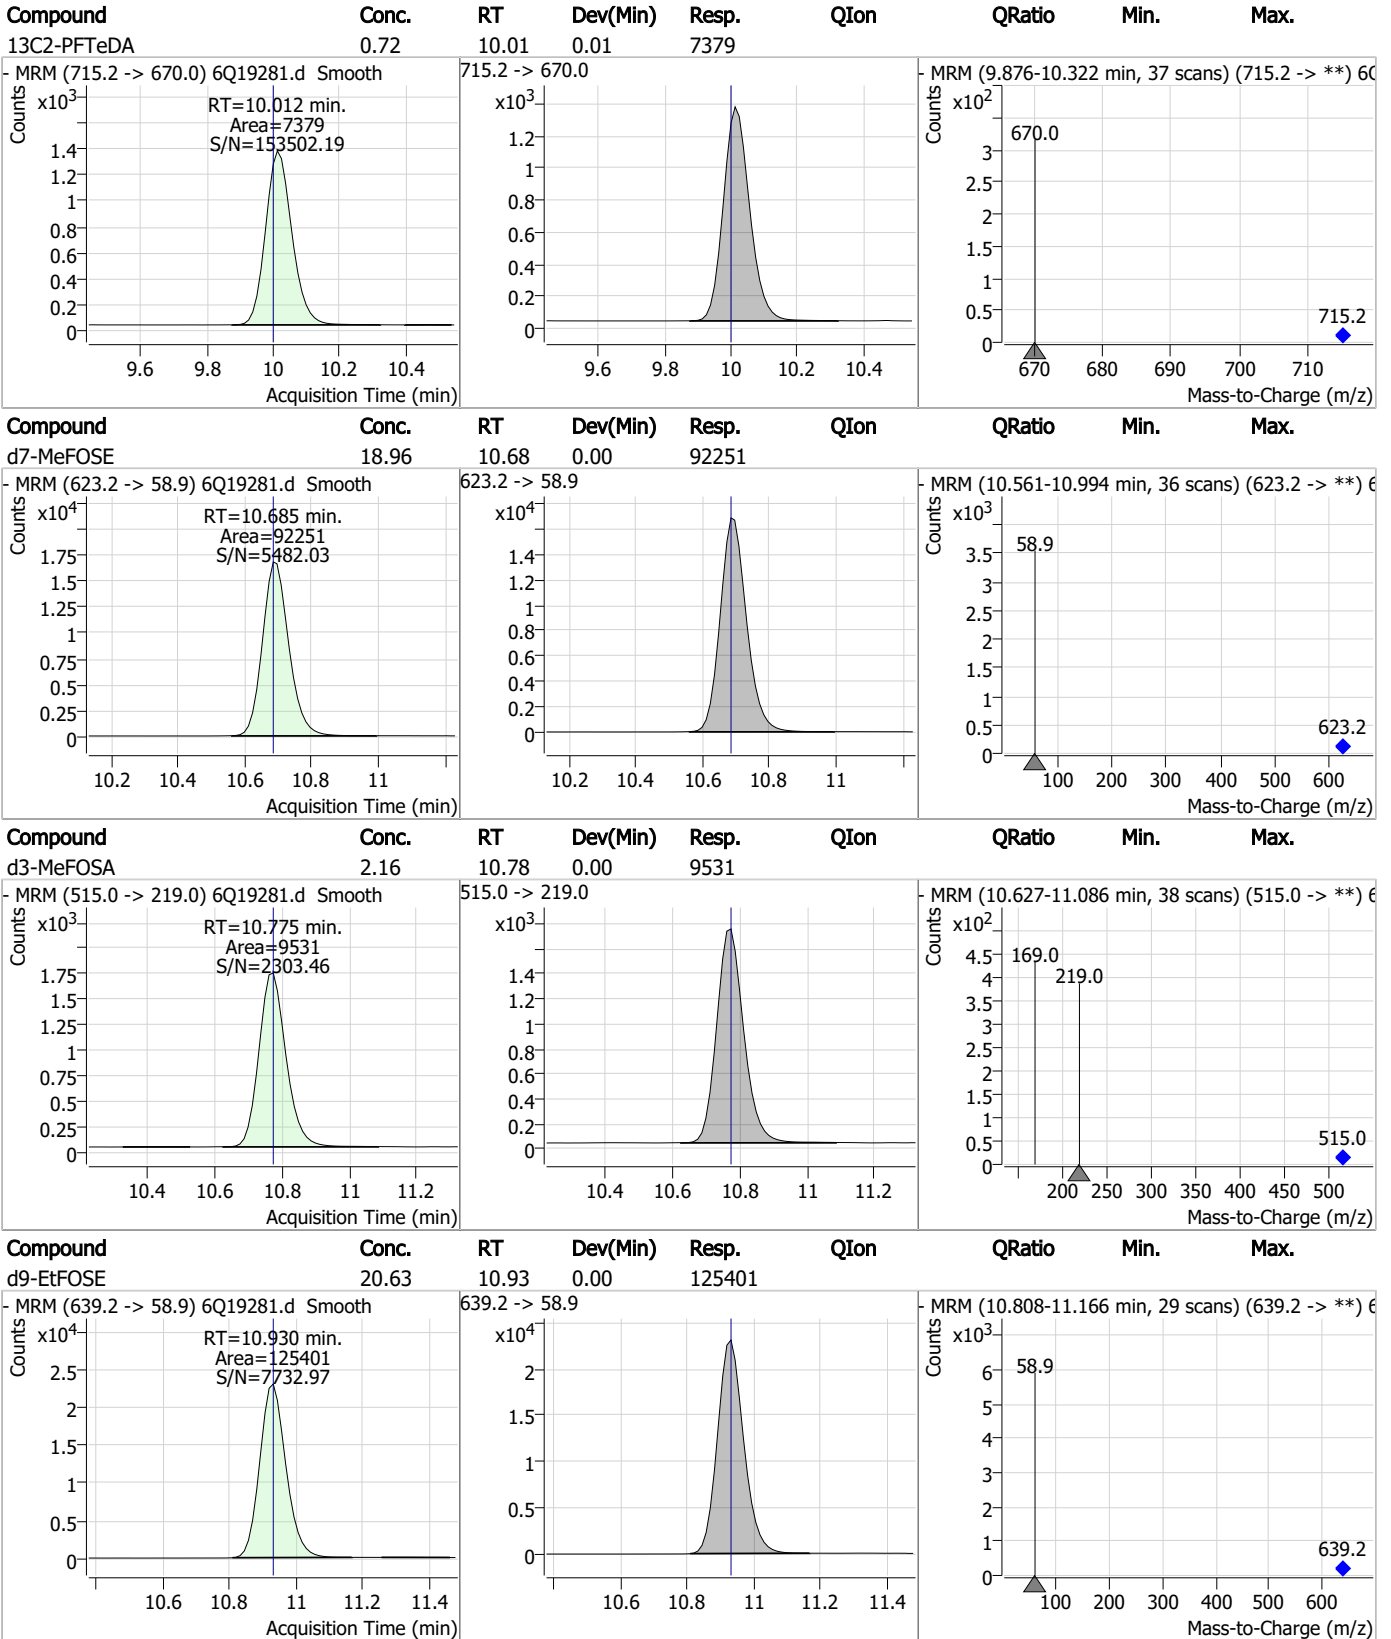 Compound Conc. RT Dev(Min) Resp. QIon QRatio Min. Max.
13C2-PFTeDA 0.72 10.01 0.01 7379
- MRM (715.2 -> 670.0) 6Q19281.d Smooth
Counts
x10³
RT=10.012 min.
Area=7379
S/N=153502.19
1.4
1.2
1
0.8
0.6
0.4
0.2
0
9.6 9.8 10 10.2 10.4
Acquisition Time (min)
715.2 -> 670.0
x10³
1.2
1
0.8
0.6
0.4
0.2
0
9.6 9.8 10 10.2 10.4
- MRM (9.876-10.322 min, 37 scans) (715.2 -> **) 6Q
Counts
x10²
670.0
3
2.5
2
1.5
1
0.5
0
715.2
670 680 690 700 710
Mass-to-Charge (m/z)
Compound Conc. RT Dev(Min) Resp. QIon QRatio Min. Max.
d7-MeFOSE 18.96 10.68 0.00 92251
- MRM (623.2 -> 58.9) 6Q19281.d Smooth
Counts
x10⁴
RT=10.685 min.
Area=92251
S/N=5482.03
1.75
1.5
1.25
1
0.75
0.5
0.25
0
10.2 10.4 10.6 10.8 11
Acquisition Time (min)
623.2 -> 58.9
x10⁴
1.4
1.2
1
0.8
0.6
0.4
0.2
0
10.2 10.4 10.6 10.8 11
- MRM (10.561-10.994 min, 36 scans) (623.2 -> **) 6
Counts
x10³
58.9
3.5
3
2.5
2
1.5
1
0.5
0
623.2
100 200 300 400 500 600
Mass-to-Charge (m/z)
Compound Conc. RT Dev(Min) Resp. QIon QRatio Min. Max.
d3-MeFOSA 2.16 10.78 0.00 9531
- MRM (515.0 -> 219.0) 6Q19281.d Smooth
Counts
x10³
RT=10.775 min.
Area=9531
S/N=2303.46
1.75
1.5
1.25
1
0.75
0.5
0.25
0
10.4 10.6 10.8 11 11.2
Acquisition Time (min)
515.0 -> 219.0
x10³
1.4
1.2
1
0.8
0.6
0.4
0.2
0
10.4 10.6 10.8 11 11.2
- MRM (10.627-11.086 min, 38 scans) (515.0 -> **) 6
Counts
x10²
169.0
219.0
4.5
4
3.5
3
2.5
2
1.5
1
0.5
0
515.0
200 250 300 350 400 450 500
Mass-to-Charge (m/z)
Compound Conc. RT Dev(Min) Resp. QIon QRatio Min. Max.
d9-EtFOSE 20.63 10.93 0.00 125401
- MRM (639.2 -> 58.9) 6Q19281.d Smooth
Counts
x10⁴
RT=10.930 min.
Area=125401
S/N=7732.97
2.5
2
1.5
1
0.5
0
10.6 10.8 11 11.2 11.4
Acquisition Time (min)
639.2 -> 58.9
x10⁴
2
1.5
1
0.5
0
10.6 10.8 11 11.2 11.4
- MRM (10.808-11.166 min, 29 scans) (639.2 -> **) 6
Counts
x10³
58.9
6
5
4
3
2
1
0
639.2
100 200 300 400 500 600
Mass-to-Charge (m/z)